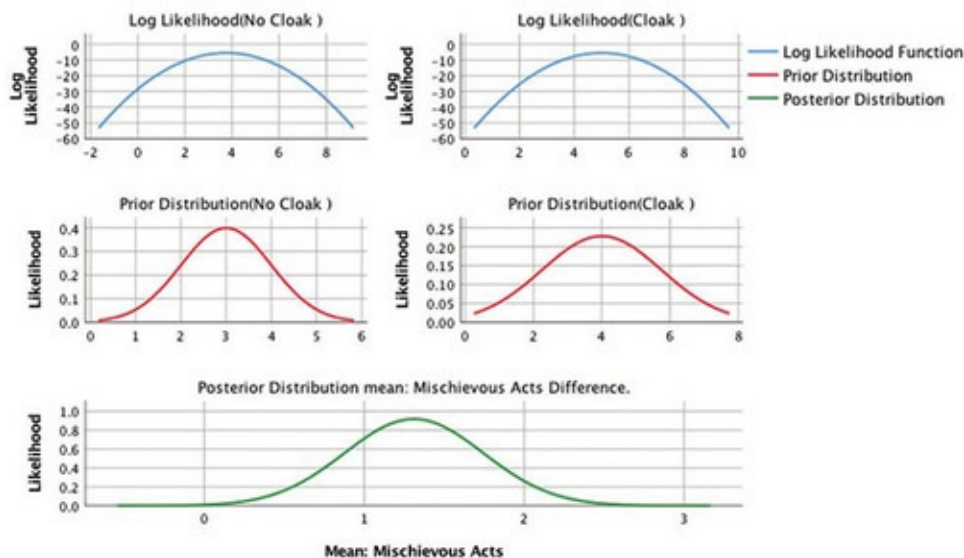 Log Likelihood(No Cloak )
Log Likelihood(Cloak )
Log Likelihood
0
-10
-20
-30
-40
-50
-60
-2 0 2 4 6 8
Log Likelihood
0
-10
-20
-30
-40
-50
-60
0 2 4 6 8 10
Log Likelihood Function
Prior Distribution
Posterior Distribution
Prior Distribution(No Cloak )
Prior Distribution(Cloak )
Likelihood
0.4
0.3
0.2
0.1
0.0
0 1 2 3 4 5 6
Likelihood
0.25
0.20
0.15
0.10
0.05
0.00
0 2 4 6 8
Posterior Distribution mean: Mischievous Acts Difference.
Likelihood
1.0
0.8
0.6
0.4
0.2
0.0
0 1 2 3
Mean: Mischievous Acts